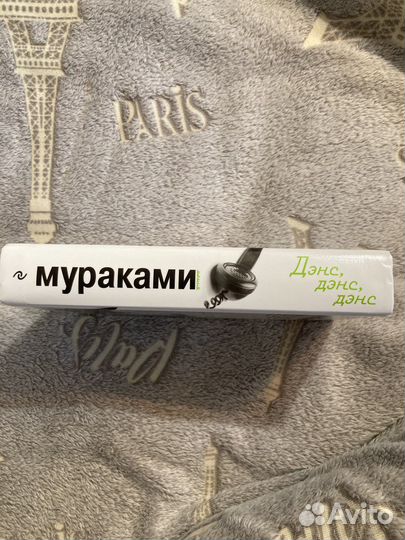 PARIS
мураками
Дэнс,
дэнс,
дэнс
Paris
Avito